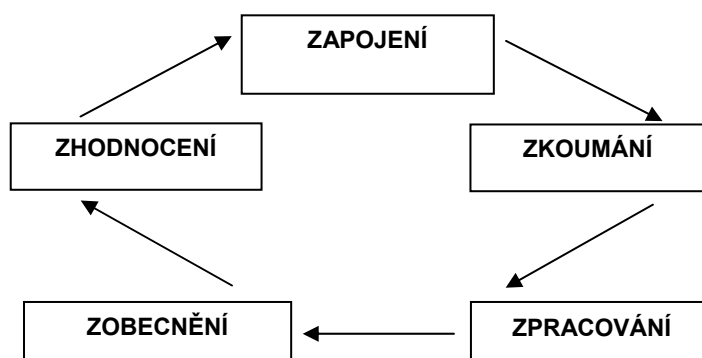 ZAPOJENÍ
ZHODNOCENÍ
ZKOUMÁNÍ
ZOBECNĚNÍ
ZPRACOVÁNÍ